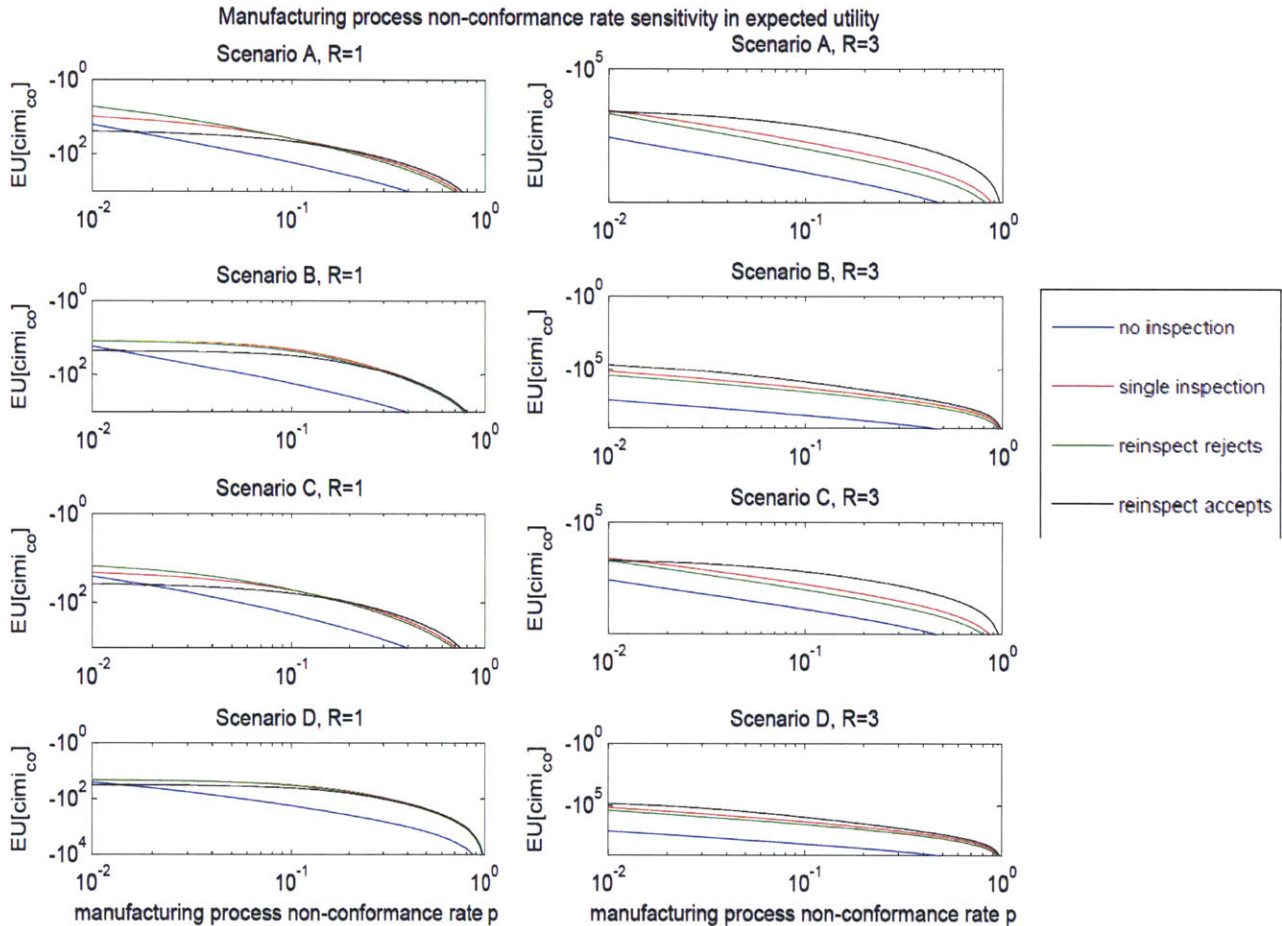 Manufacturing process non-conformance rate sensitivity in expected utility
Scenario A, R=1
-10^0
-10^2
EU[cimi_co]
10^-2
10^-1
10^0
Scenario A, R=3
-10^5
EU[cimi_co]
10^-2
10^-1
10^0
Scenario B, R=1
-10^0
-10^2
EU[cimi_co]
10^-2
10^-1
10^0
Scenario B, R=3
-10^0
-10^5
EU[cimi_co]
10^-2
10^-1
10^0
no inspection
single inspection
reinspect rejects
reinspect accepts
Scenario C, R=1
-10^0
-10^2
EU[cimi_co]
10^-2
10^-1
10^0
Scenario C, R=3
-10^5
EU[cimi_co]
10^-2
10^-1
10^0
Scenario D, R=1
-10^0
-10^2
-10^4
EU[cimi_co]
10^-2
10^-1
10^0
manufacturing process non-conformance rate p
Scenario D, R=3
-10^0
-10^5
EU[cimi_co]
10^-2
10^-1
10^0
manufacturing process non-conformance rate p